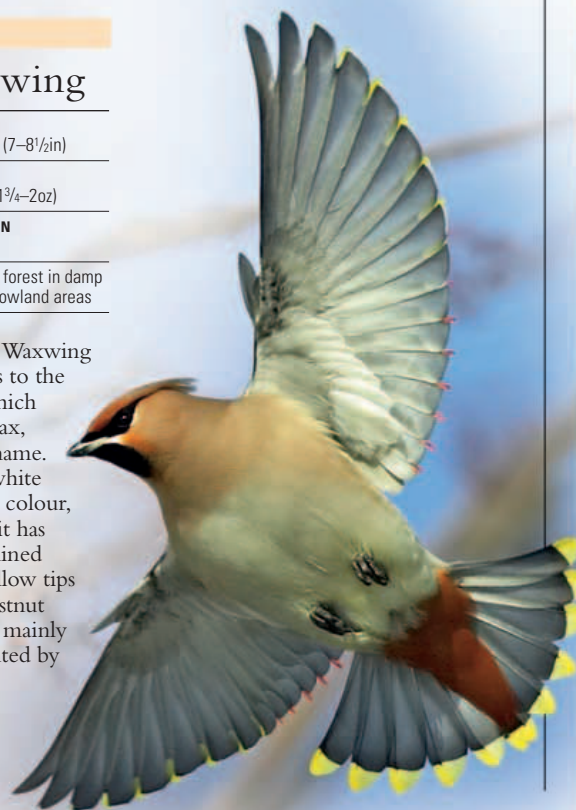 wing
(7–8½in)
1¾–2oz)
N
forest in damp
owland areas
Waxwing
s to the
hich
ax,
name.
white
colour,
it has
ined
llow tips
stnut
mainly
ted by